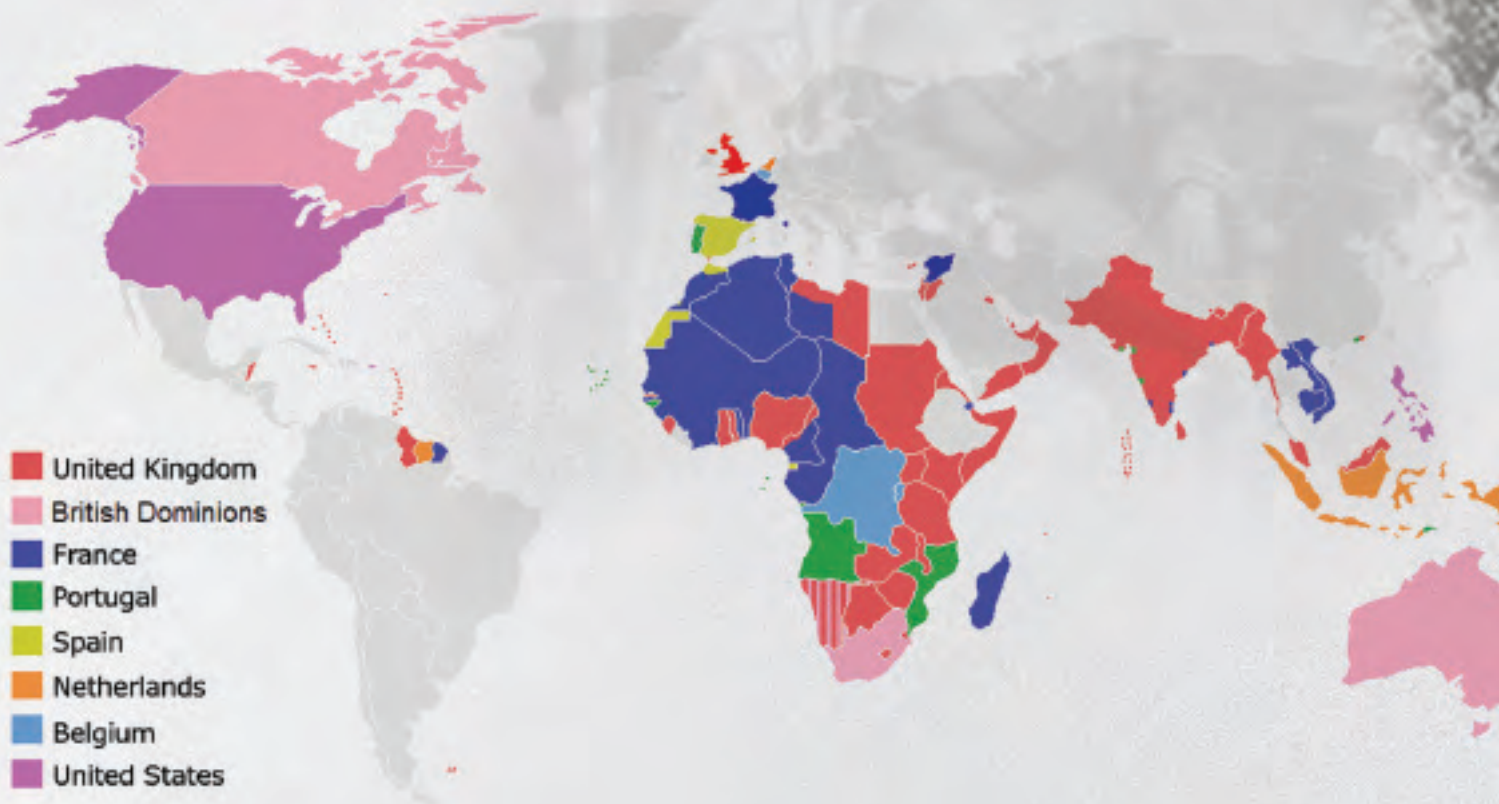 United Kingdom
British Dominions
France
Portugal
Spain
Netherlands
Belgium
United States